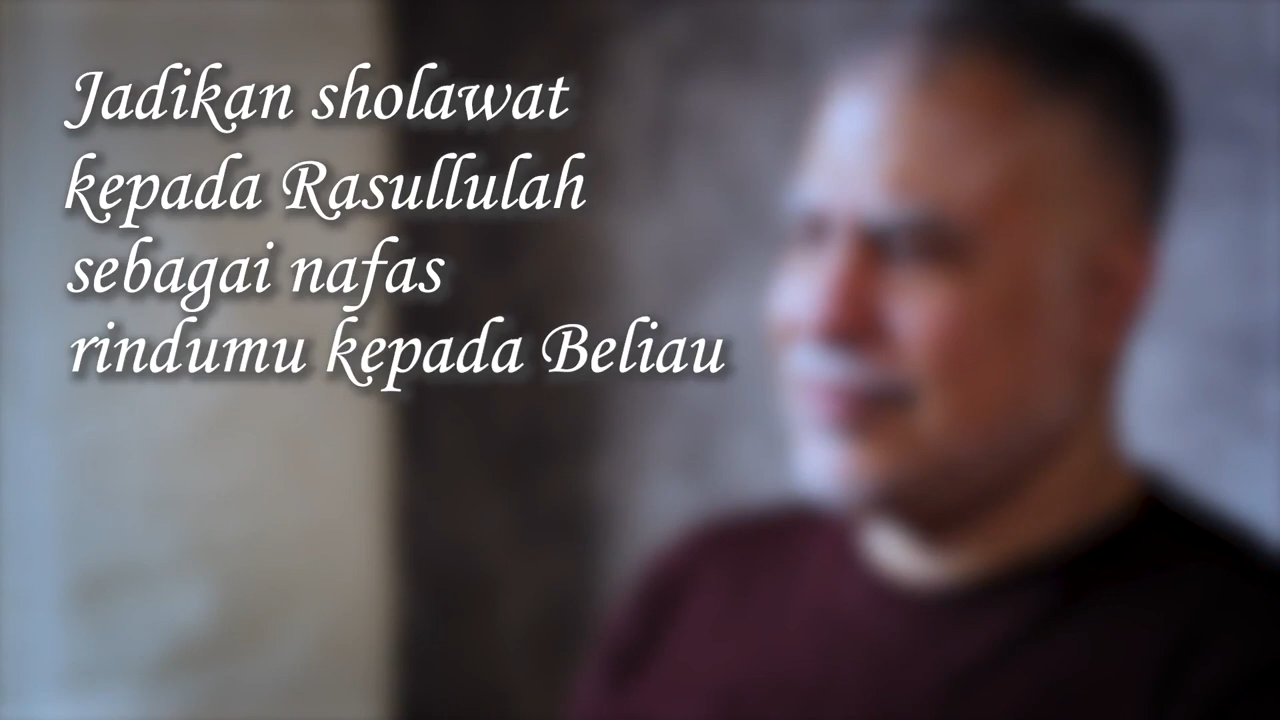 Jadikan sholawat
kepada Rasullulah
sebagai nafas
rindumu kepada Beliau